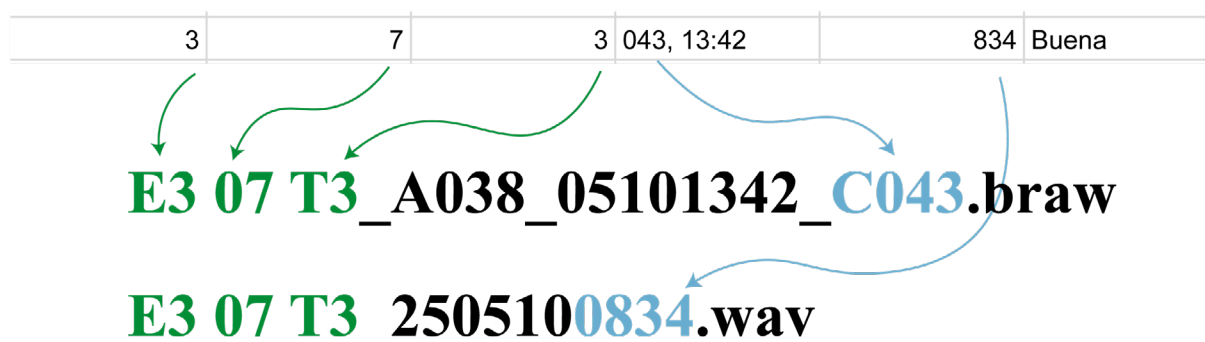 3 7 3 043, 13:42 834 Buena
E3 07 T3_A038_05101342_C043.braw
E3 07 T3 2505100834.wav